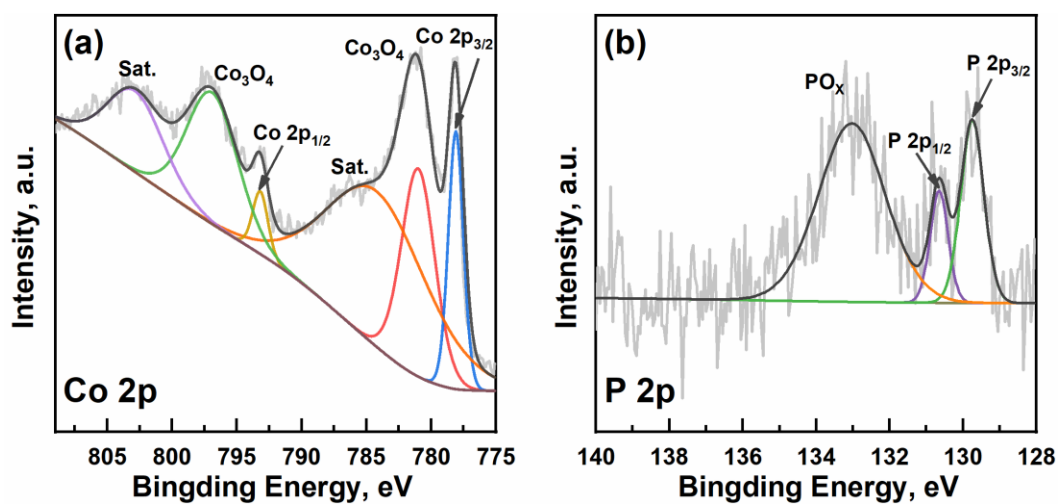 (a)
Sat.
Co₃O₄
Co 2p₁/₂
Sat.
Co₃O₄
Co 2p₃/₂
Co 2p
Intensity, a.u.
805 800 795 790 785 780 775
Bingding Energy, eV
(b)
POₓ
P 2p₁/₂
P 2p₃/₂
P 2p
Intensity, a.u.
140 138 136 134 132 130 128
Bingding Energy, eV